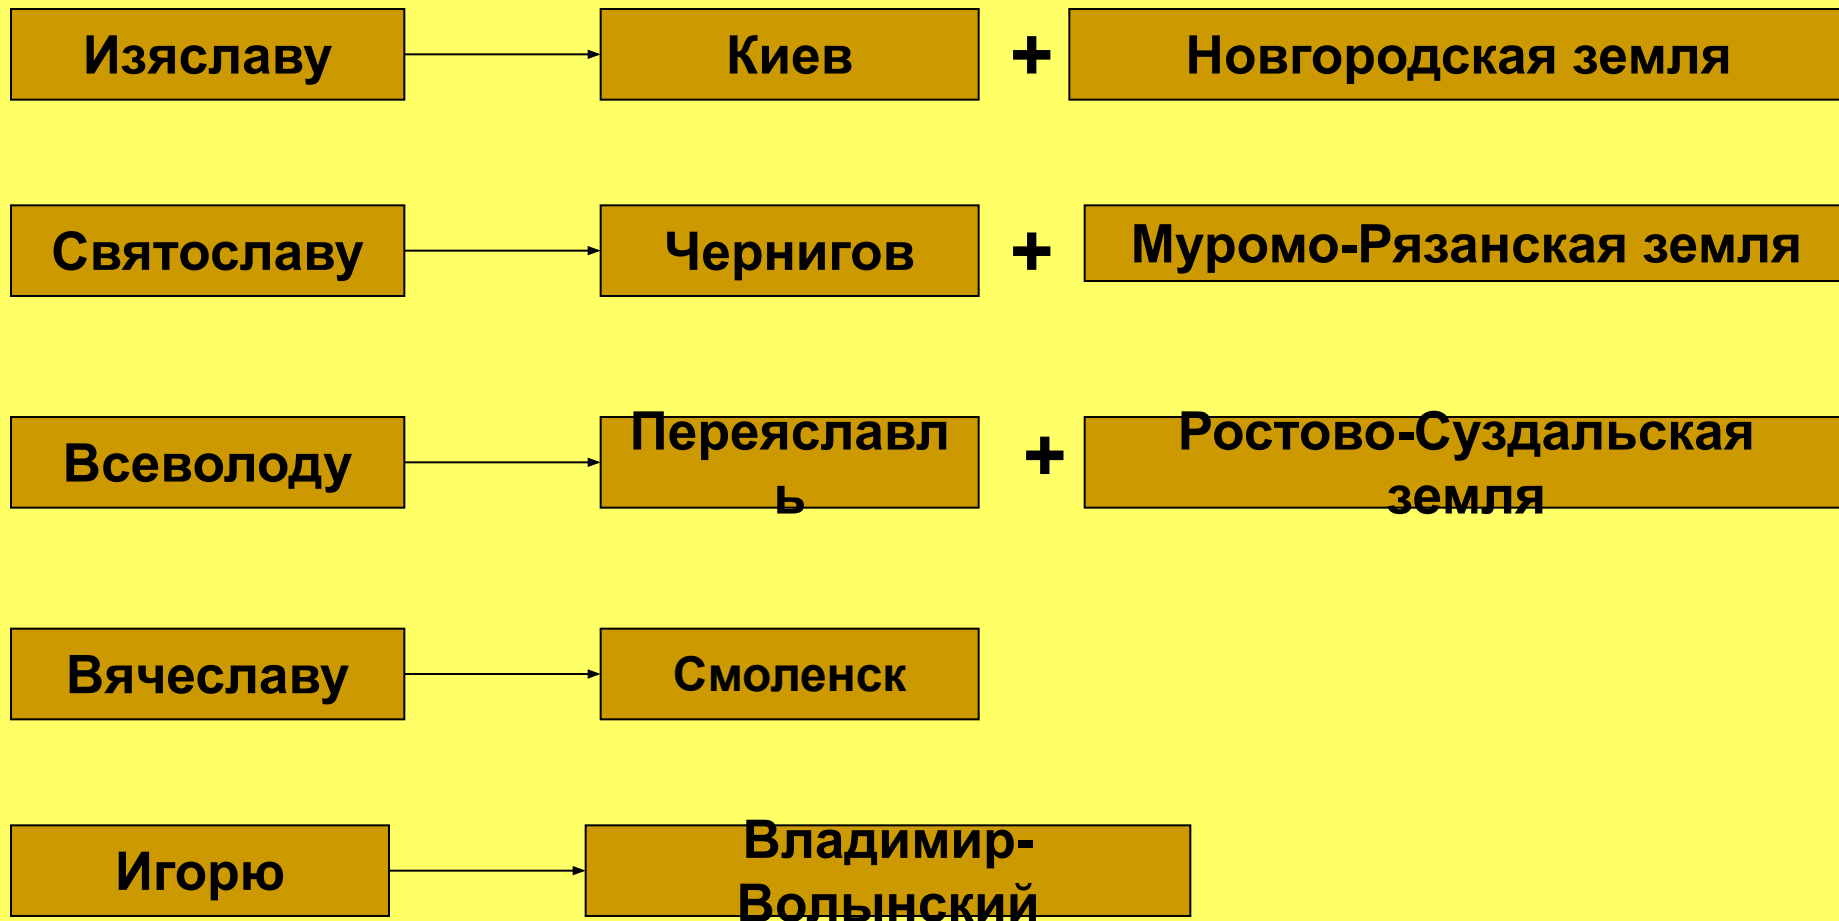 Изяславу Киев + Новгородская земля
Святославу Чернигов + Муромо-Рязанская земля
Всеволоду Переяславл
ь + Ростово-Суздальская
земля
Вячеславу Смоленск
Игорю Владимир-
Волынский